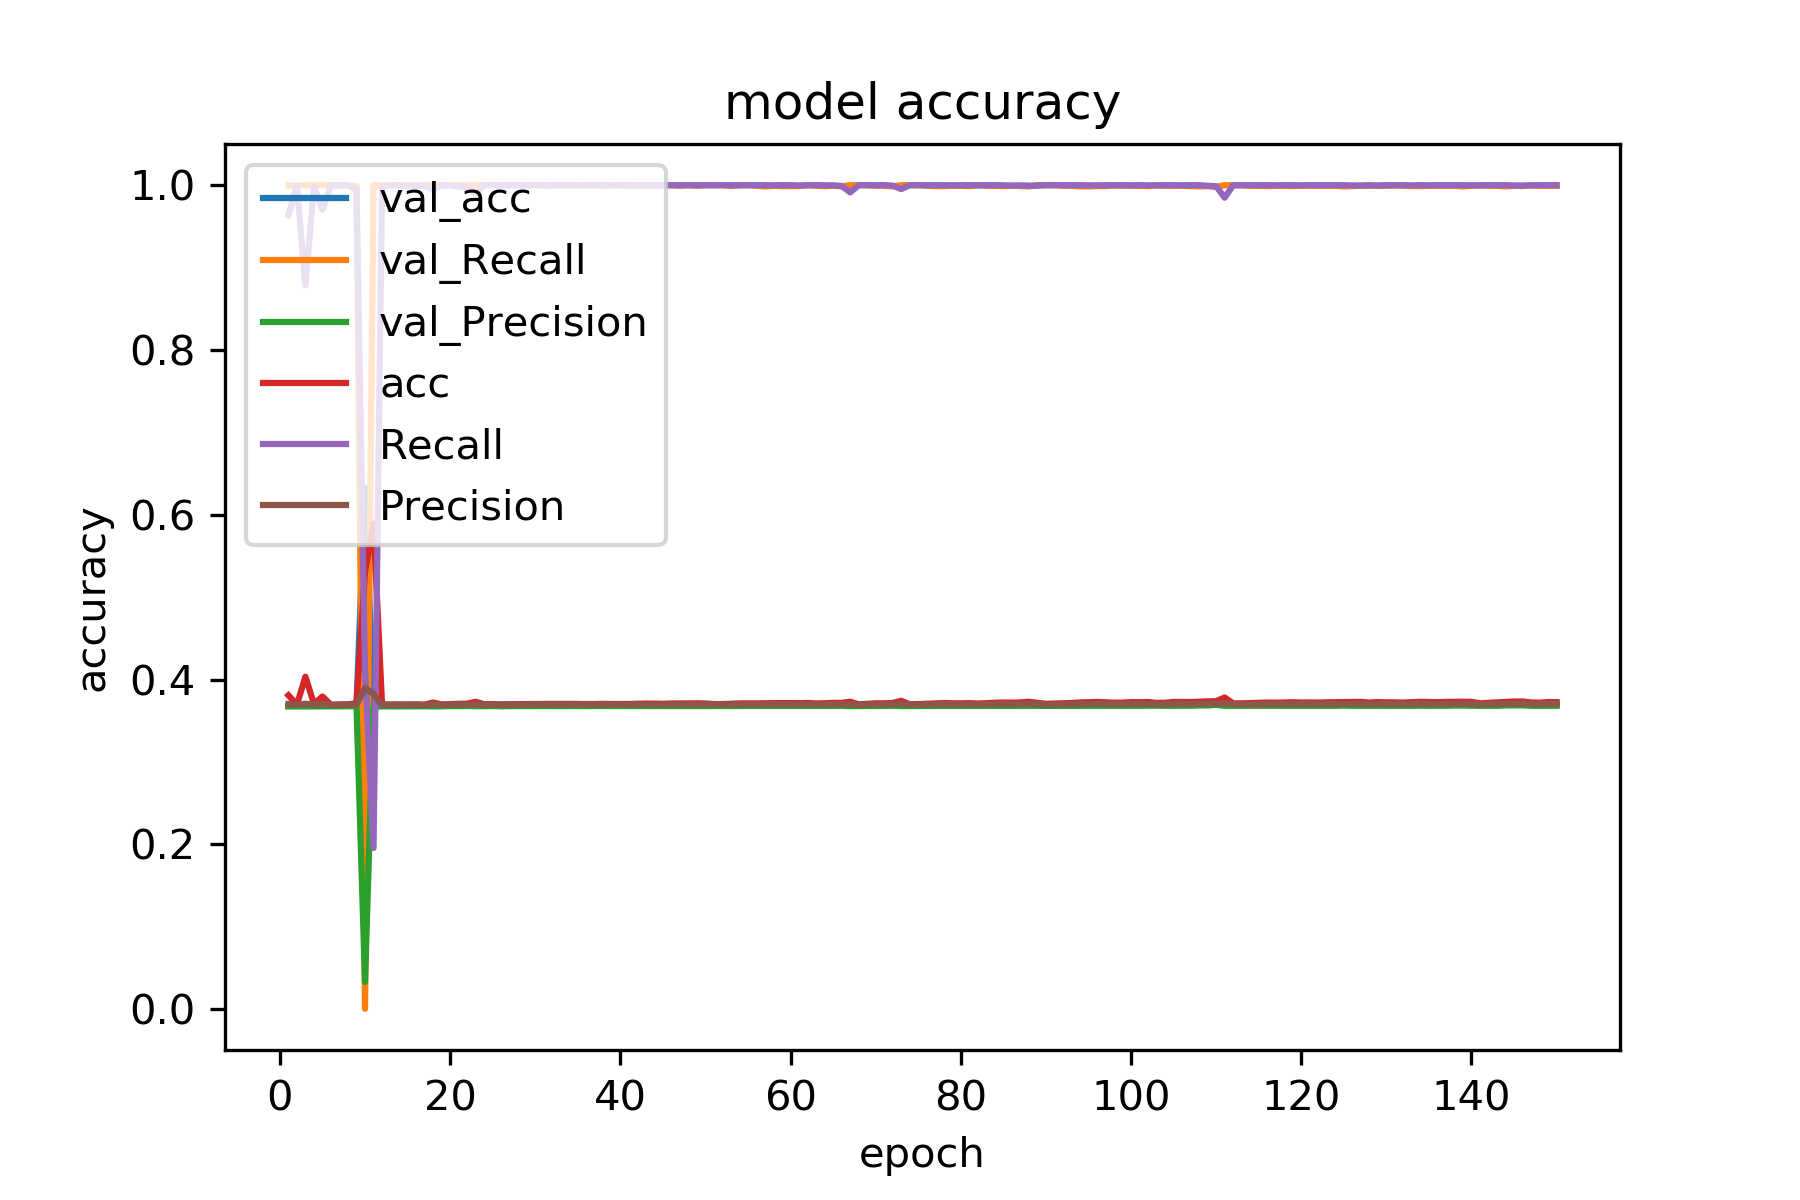 model accuracy
1.0
0.8
0.6
0.4
0.2
0.0
accuracy
val_acc
val_Recall
val_Precision
acc
Recall
Precision
0 20 40 60 80 100 120 140
epoch